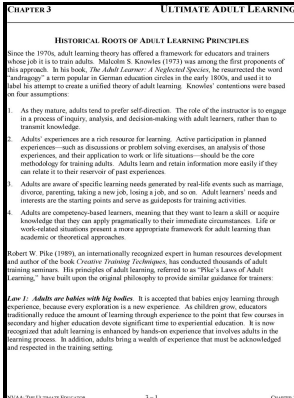 CHAPTER 3 ULTIMATE ADULT LEARNING
HISTORICAL ROOTS OF ADULT LEARNING PRINCIPLES
Since the 1970s, adult learning theory has offered a framework for educators and trainers
whose job it is to train adults. Malcolm S. Knowles (1973) was among the first proponents of
this approach. In his book, The Adult Learner: A Neglected Species, he resurrected the word
"andragogy" a term popular in German education circles in the early 1800s, and used it to
label his attempt to create a unified theory of adult learning. Knowles' contentions were based
on four assumptions:
1. As they mature, adults tend to prefer self-direction. The role of the instructor is to engage
in a process of inquiry, analysis, and decision-making with adult learners, rather than to
transmit knowledge.
2. Adults' experiences are a rich resource for learning. Active participation in planned
experiences—such as discussions or problem solving exercises, an analysis of those
experiences, and their application to work or life situations—should be the core
methodology for training adults. Adults learn and retain information more easily if they
can relate it to their reservoir of past experiences.
3. Adults are aware of specific learning needs generated by real-life events such as marriage,
divorce, parenting, taking a new job, losing a job, and so on. Adult learners' needs and
interests are the starting points and serve as guideposts for training activities.
4. Adults are competency-based learners, meaning that they want to learn a skill or acquire
knowledge that they can apply pragmatically to their immediate circumstances. Life or
work-related situations present a more appropriate framework for adult learning than
academic or theoretical approaches.
Robert W. Pike (1989), an internationally recognized expert in human resources development
and author of the book Creative Training Techniques, has conducted thousands of adult
training seminars. His principles of adult learning, referred to as "Pike's Laws of Adult
Learning," have built upon the original philosophy to provide similar guidance for trainers:
Law 1: Adults are babies with big bodies. It is accepted that babies enjoy learning through
experience, because every exploration is a new experience. As children grow, educators
traditionally reduce the amount of learning through experience to the point that few courses in
secondary and higher education devote significant time to experiential education. It is now
recognized that adult learning is enhanced by hands-on experience that involves adults in the
learning process. In addition, adults bring a wealth of experience that must be acknowledged
and respected in the training setting.
3 – 1